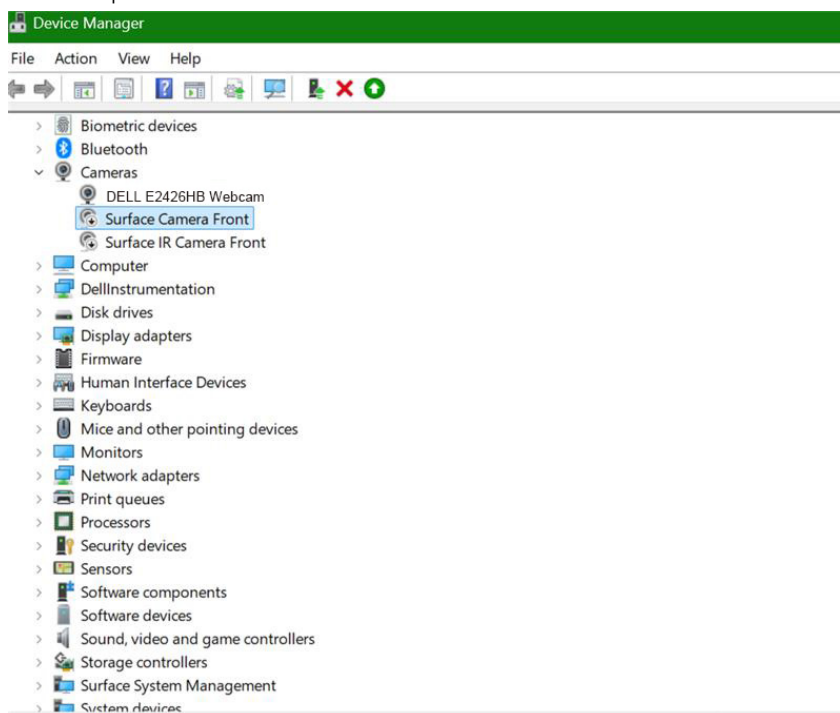 Device Manager
File Action View Help
Biometric devices
Bluetooth
Cameras
DELL E2426HB Webcam
Surface Camera Front
Surface IR Camera Front
Computer
DellInstrumentation
Disk drives
Display adapters
Firmware
Human Interface Devices
Keyboards
Mice and other pointing devices
Monitors
Network adapters
Print queues
Processors
Security devices
Sensors
Software components
Software devices
Sound, video and game controllers
Storage controllers
Surface System Management
System devices